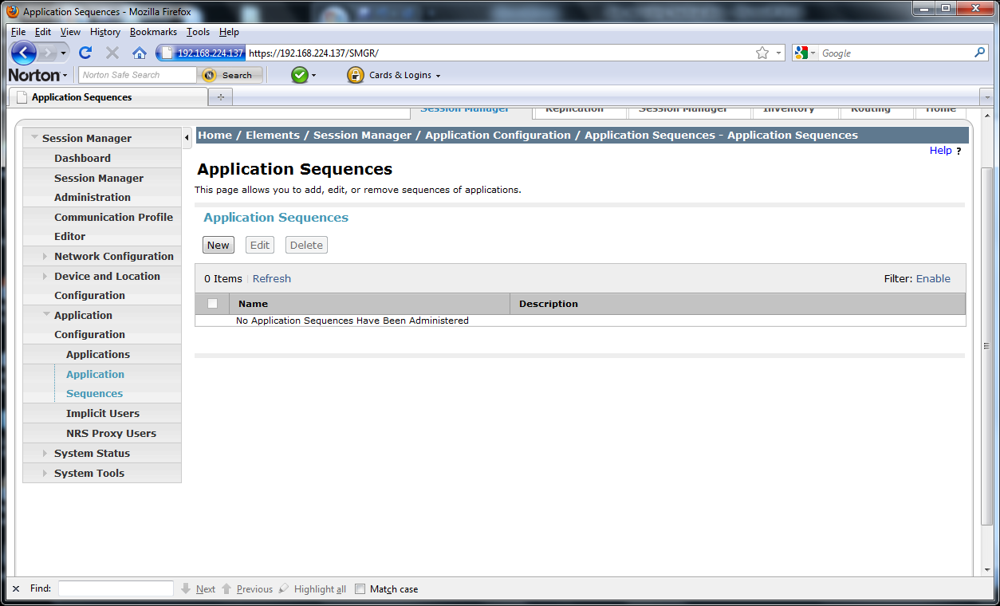 Application Sequences - Mozilla Firefox
File Edit View History Bookmarks Tools Help
192.168.224.137 https://192.168.224.137/SMGR/
Google
Norton
Norton Safe Search
Search
Cards & Logins
Application Sequences
Session Manager
Replication
Session Manager
Inventory
Routing
Home
Session Manager
Dashboard
Session Manager
Administration
Communication Profile
Editor
Network Configuration
Device and Location
Configuration
Application
Configuration
Applications
Application
Sequences
Implicit Users
NRS Proxy Users
System Status
System Tools
Home / Elements / Session Manager / Application Configuration / Application Sequences - Application Sequences
Help ?
Application Sequences
This page allows you to add, edit, or remove sequences of applications.
Application Sequences
New Edit Delete
0 Items | Refresh
Filter: Enable
Name Description
No Application Sequences Have Been Administered
Find: Next Previous Highlight all Match case